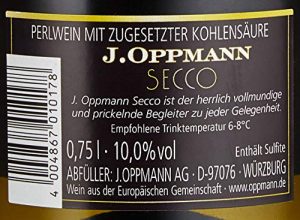 PERLWEIN MIT ZUGESETZTER KOHLENSÄURE
J.OPPMANN
SECCO
J. Oppmann Secco ist der herrlich vollmundige
und prickelnde Begleiter zu jeder Gelegenheit.
Empfohlene Trinktemperatur 6-8°C
0,75l · 10,0%vol
Enthält Sulfite
ABFÜLLER: J.OPPMANN AG · D-97076 · WÜRZBURG
Wein aus der Europäischen Gemeinschaft · www.oppmann.de
4 004867 010178